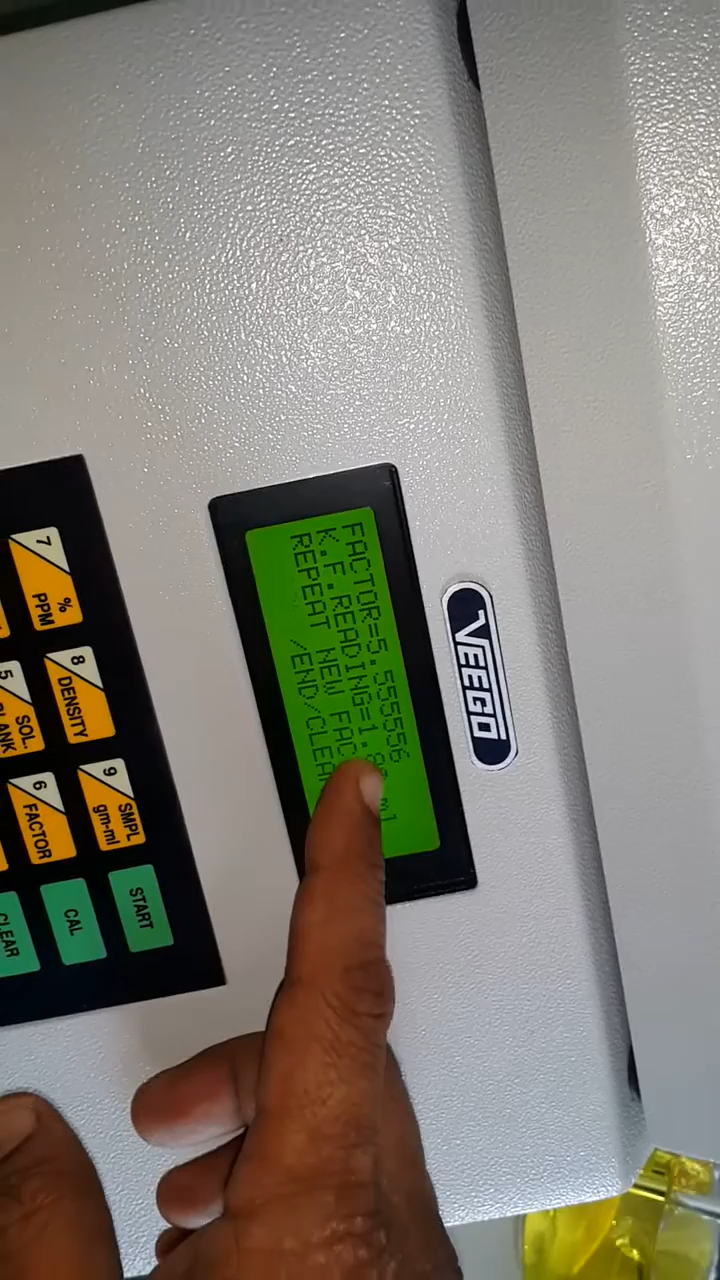 FACTOR=5.555556
K.F.READING=1.8 ml
REPEAT NEW FAC
/END/CLEA
VEEGO
7 % PPM
8 DENSITY
9 SMPL gm-ml
5 SOL.
6 FACTOR
START
CAL